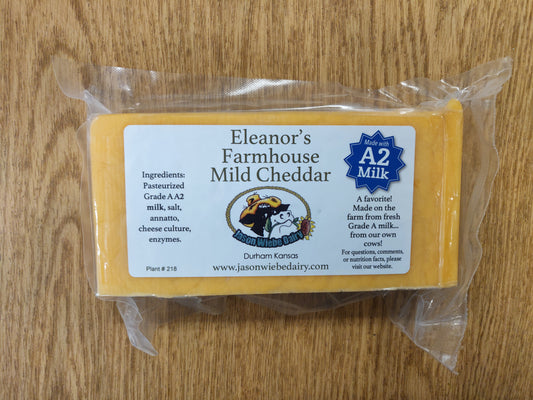 Eleanor's
Farmhouse
Mild Cheddar
Ingredients:
Pasteurized
Grade A A2
milk, salt,
annatto,
cheese culture,
enzymes.
Plant # 218
Jason Wiebe Dairy
Durham Kansas
www.jasonwiebedairy.com
Made with
A2
Milk
A favorite!
Made on the
farm from fresh
Grade A milk...
from our own
cows!
For questions, comments,
or nutrition facts, please
visit our website.